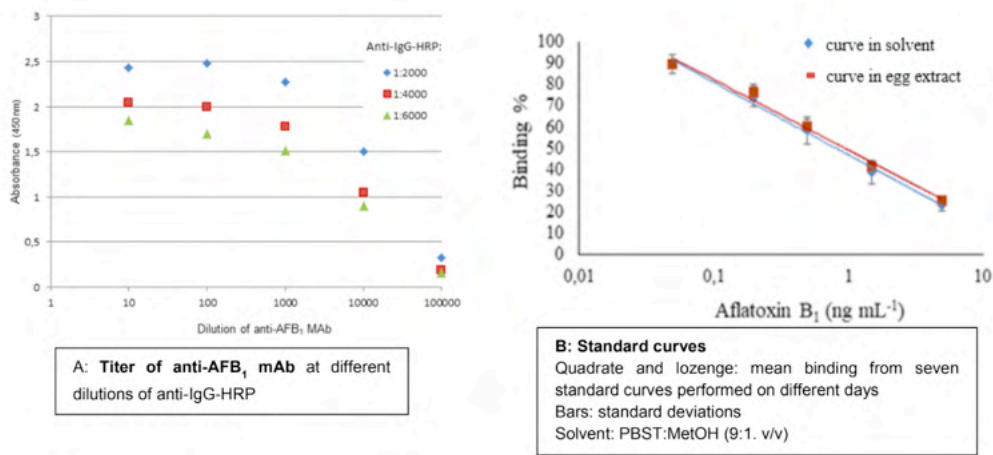 3
2,5
2
1,5
1
0,5
0
Absorbance (450nm)
Anti-IgG-HRP:
1:2000
1:4000
1:6000
1
10
100
1000
10000
100000
Dilution of anti-AFB₁ MAb
A: Titer of anti-AFB₁ mAb at different
dilutions of anti-IgG-HRP
100
90
80
70
60
50
40
30
20
10
0
Binding %
curve in solvent
curve in egg extract
0,01
0,1
1
10
Aflatoxin B₁ (ng mL⁻¹)
B: Standard curves
Quadrate and lozenge: mean binding from seven
standard curves performed on different days
Bars: standard deviations
Solvent: PBST:MetOH (9:1. v/v)